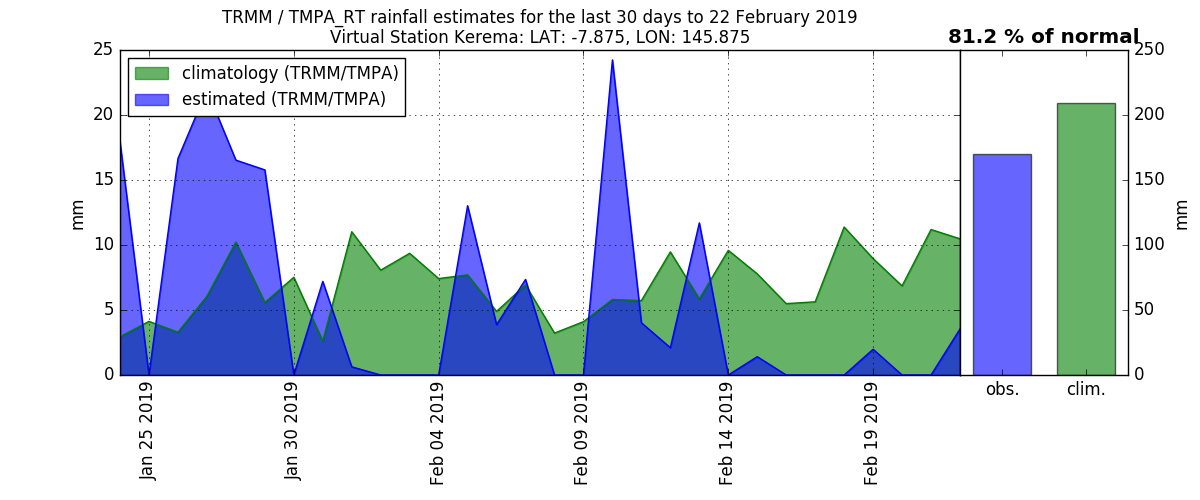 TRMM / TMPA_RT rainfall estimates for the last 30 days to 22 February 2019
Virtual Station Kerema: LAT: -7.875, LON: 145.875
81.2 % of normal
climatology (TRMM/TMPA)
estimated (TRMM/TMPA)
25
20
15
10
5
0
mm
Jan 25 2019
Jan 30 2019
Feb 04 2019
Feb 09 2019
Feb 14 2019
Feb 19 2019
250
200
150
100
50
0
mm
obs.
clim.